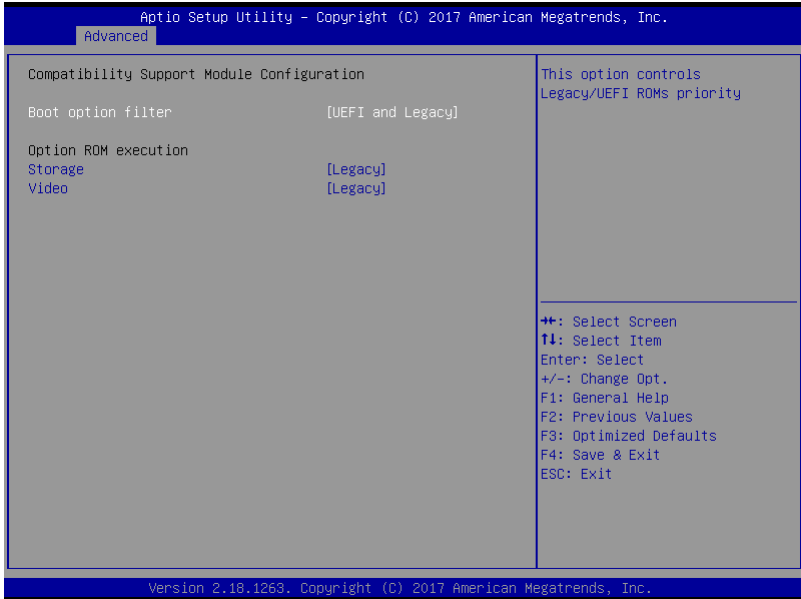 Aptio Setup Utility – Copyright (C) 2017 American Megatrends, Inc.
Advanced
Compatibility Support Module Configuration
Boot option filter [UEFI and Legacy]
Option ROM execution
Storage [Legacy]
Video [Legacy]
This option controls
Legacy/UEFI ROMs priority
→←: Select Screen
↑↓: Select Item
Enter: Select
+/-: Change Opt.
F1: General Help
F2: Previous Values
F3: Optimized Defaults
F4: Save & Exit
ESC: Exit
Version 2.18.1263. Copyright (C) 2017 American Megatrends, Inc.